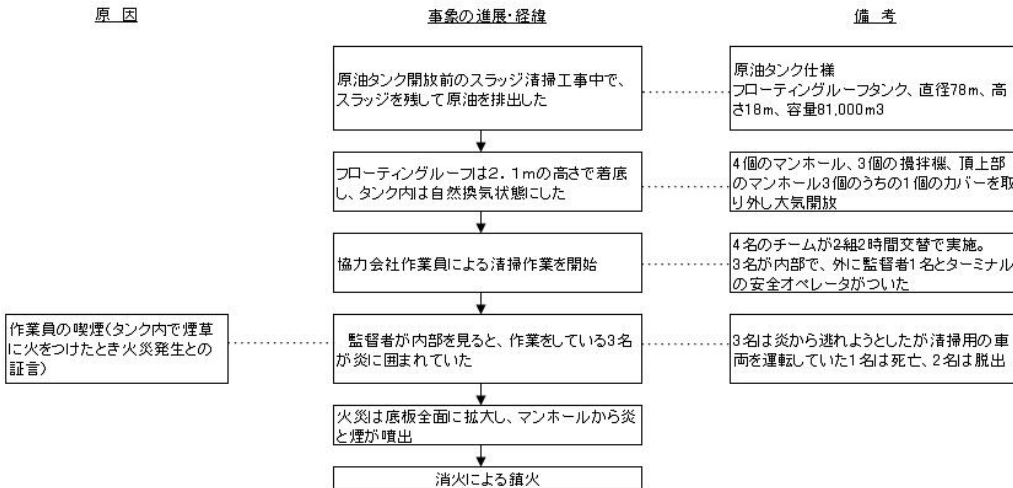 原 因
事象の進展・経緯
備 考
原油タンク開放前のスラッジ清掃工事中で、
スラッジを残して原油を排出した
原油タンク仕様
フローティングルーフタンク、直径78m、高
さ18m、容量81,000m3
フローティングルーフは2.1mの高さで着底
し、タンク内は自然換気状態にした
4個のマンホール、3個の攪拌機、頂上部
のマンホール3個のうちの1個のカバーを取
り外し大気開放
協力会社作業員による清掃作業を開始
4名のチームが2組2時間交替で実施。
3名が内部で、外に監督者1名とターミナル
の安全オペレータがついた
作業員の喫煙(タンク内で煙草
に火をつけたとき火災発生との
証言)
監督者が内部を見ると、作業をしている3名
が炎に囲まれていた
3名は炎から逃れようとしたが清掃用の車
両を運転していた1名は死亡、2名は脱出
火災は底板全面に拡大し、マンホールから炎
と煙が噴出
消火による鎮火